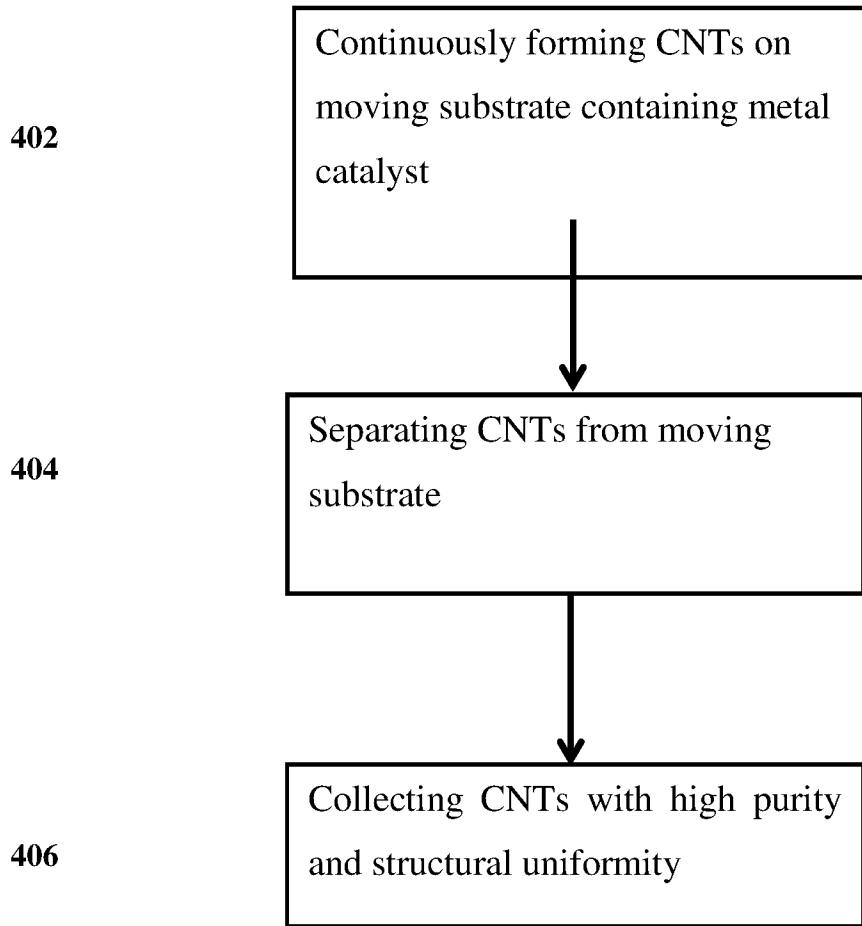 402
Continuously forming CNTs on
moving substrate containing metal
catalyst
404
Separating CNTs from moving
substrate
406
Collecting CNTs with high purity
and structural uniformity